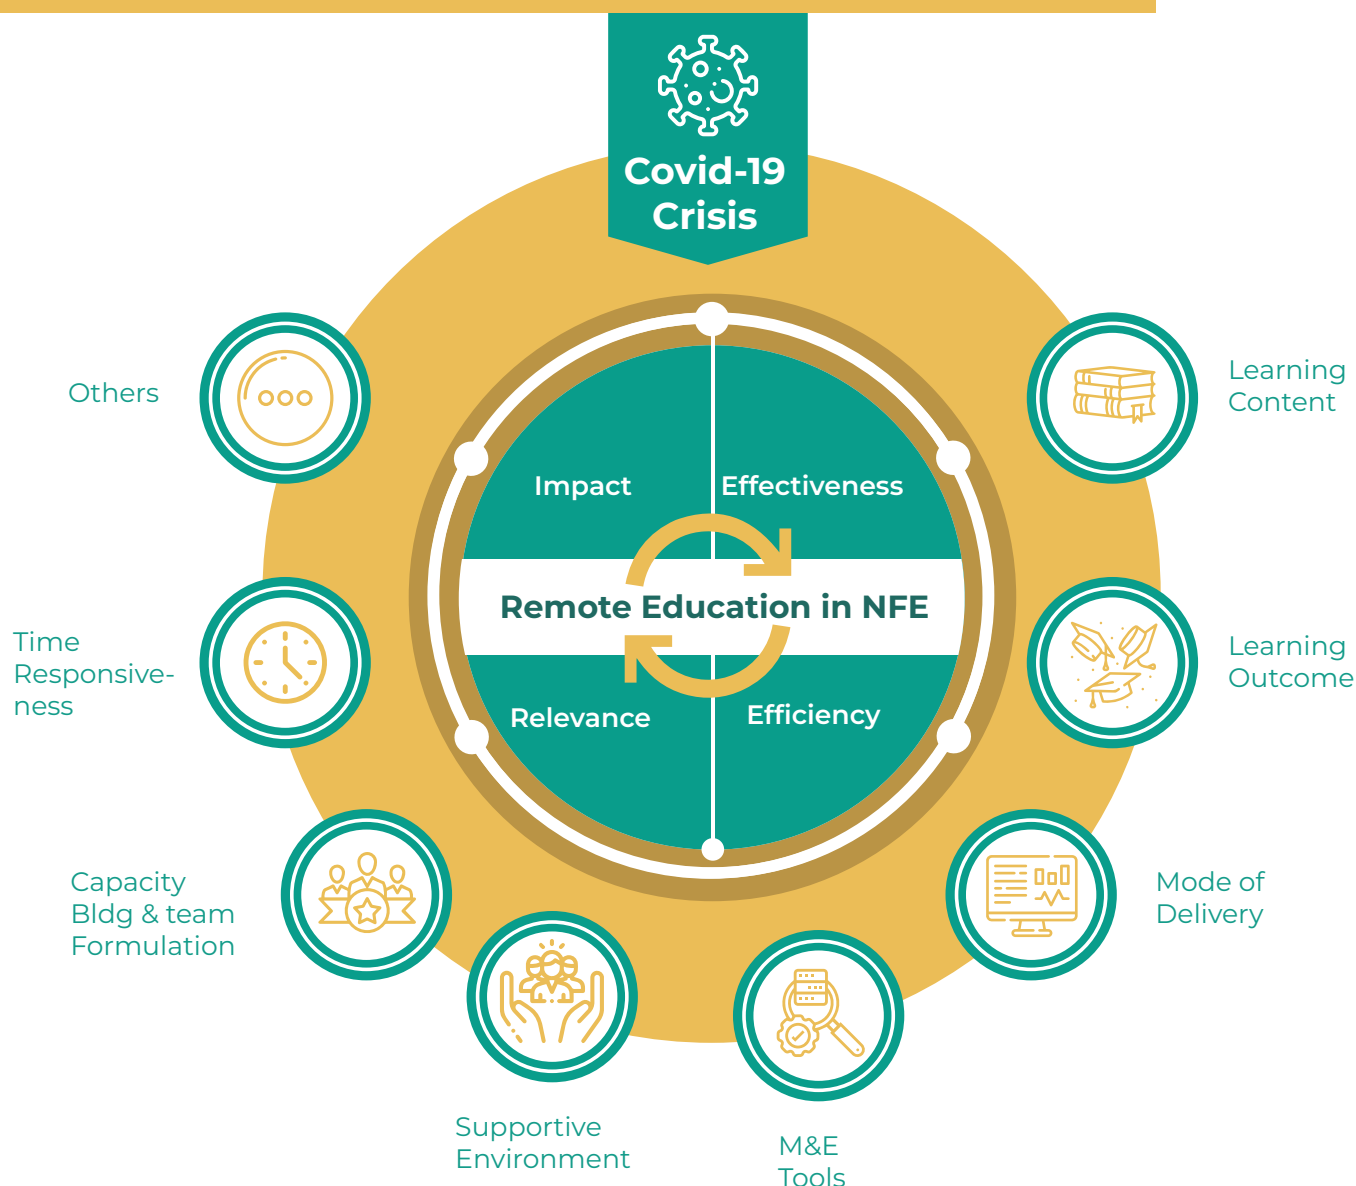 Covid-19
Crisis
Others
Learning
Content
Impact
Effectiveness
Remote Education in NFE
Time
Responsive-
ness
Learning
Outcome
Relevance
Efficiency
Capacity
Bldg & team
Formulation
Mode of
Delivery
Supportive
Environment
M&E
Tools